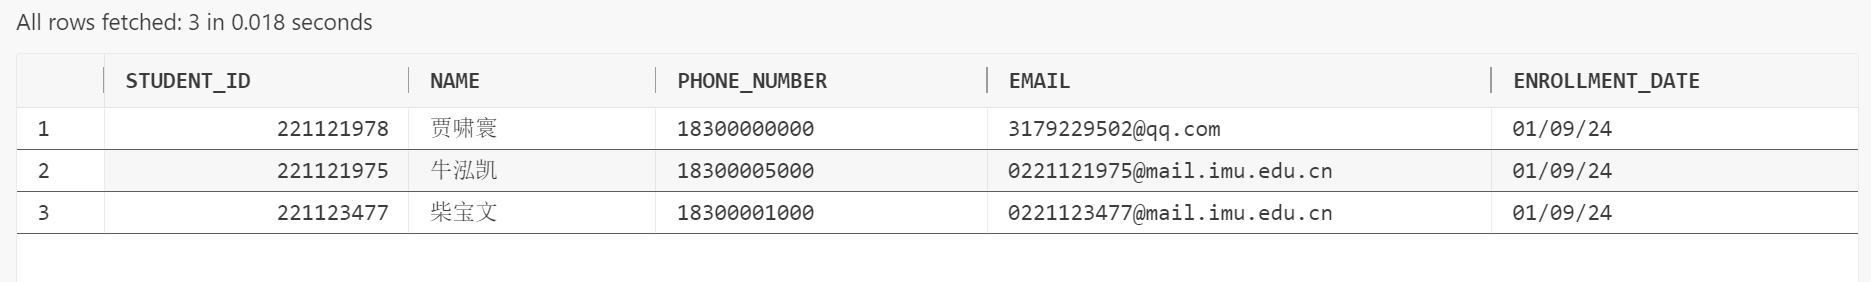 All rows fetched: 3 in 0.018 seconds
STUDENT_ID NAME PHONE_NUMBER EMAIL ENROLLMENT_DATE
1 221121978 贾啸寰 18300000000 3179229502@qq.com 01/09/24
2 221121975 牛泓凯 18300005000 0221121975@mail.imu.edu.cn 01/09/24
3 221123477 柴宝文 18300001000 0221123477@mail.imu.edu.cn 01/09/24